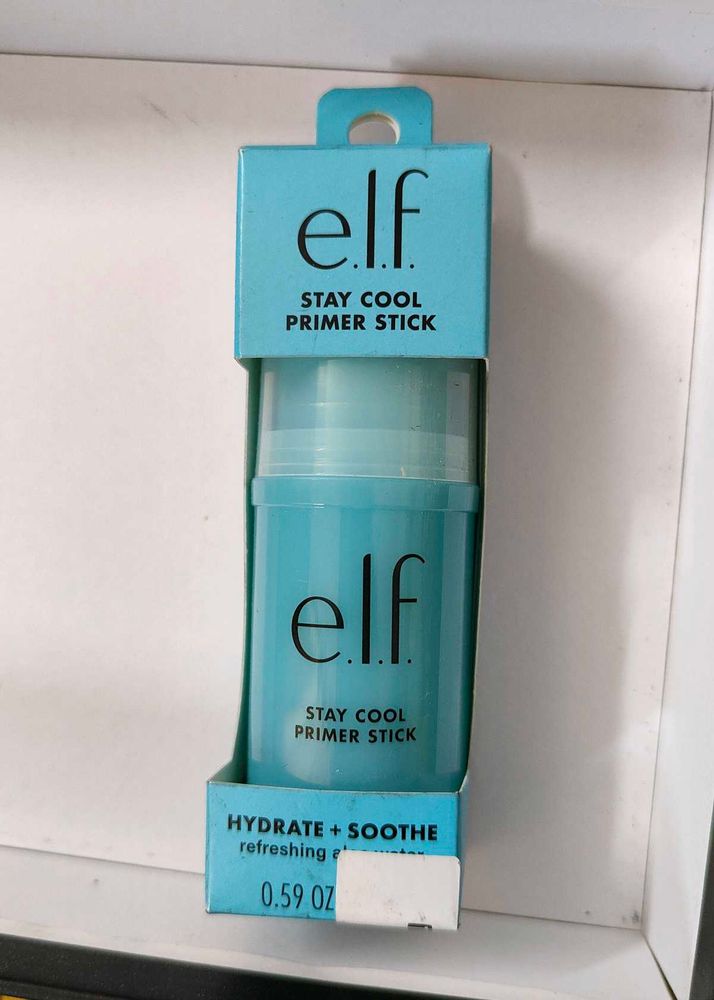 e.l.f.
STAY COOL
PRIMER STICK
e.l.f.
STAY COOL
PRIMER STICK
HYDRATE + SOOTHE
refreshing
0.59 OZ